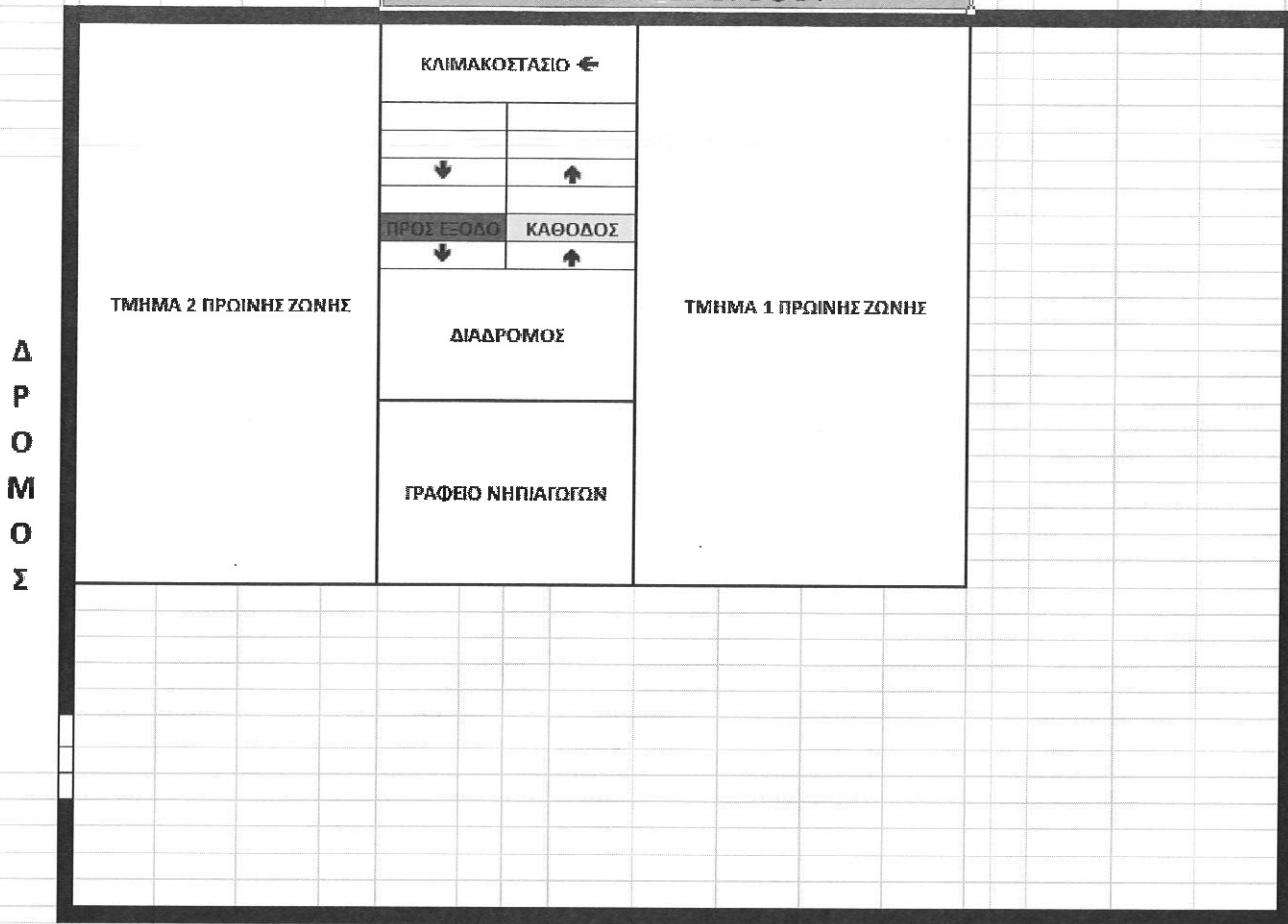 ΚΛΙΜΑΚΟΣΤΑΣΙΟ
ΠΡΟΣ ΕΞΟΔΟ ΚΑΘΟΔΟΣ
ΤΜΗΜΑ 2 ΠΡΩΙΝΗΣ ΖΩΝΗΣ
ΔΙΑΔΡΟΜΟΣ
ΤΜΗΜΑ 1 ΠΡΩΙΝΗΣ ΖΩΝΗΣ
ΓΡΑΦΕΙΟ ΝΗΠΙΑΓΩΓΩΝ
Δ
Ρ
Ο
Μ
Ο
Σ